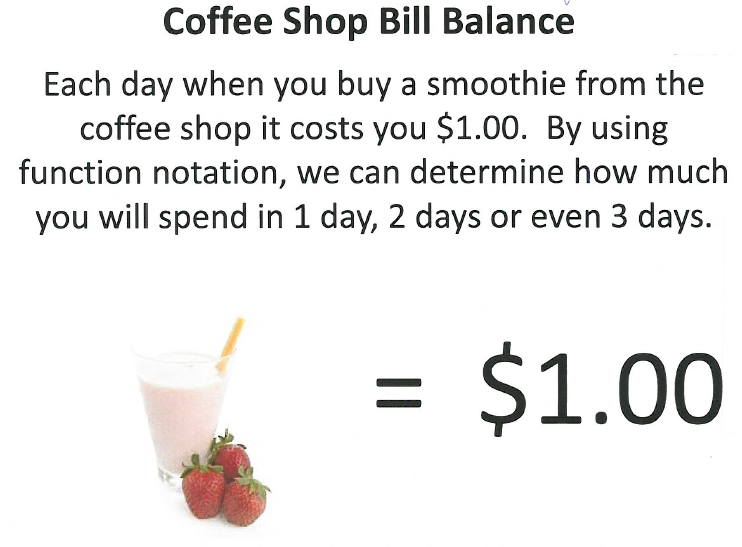 Coffee Shop Bill Balance
Each day when you buy a smoothie from the
coffee shop it costs you $1.00.  By using
function notation, we can determine how much
you will spend in 1 day, 2 days or even 3 days.
= $1.00